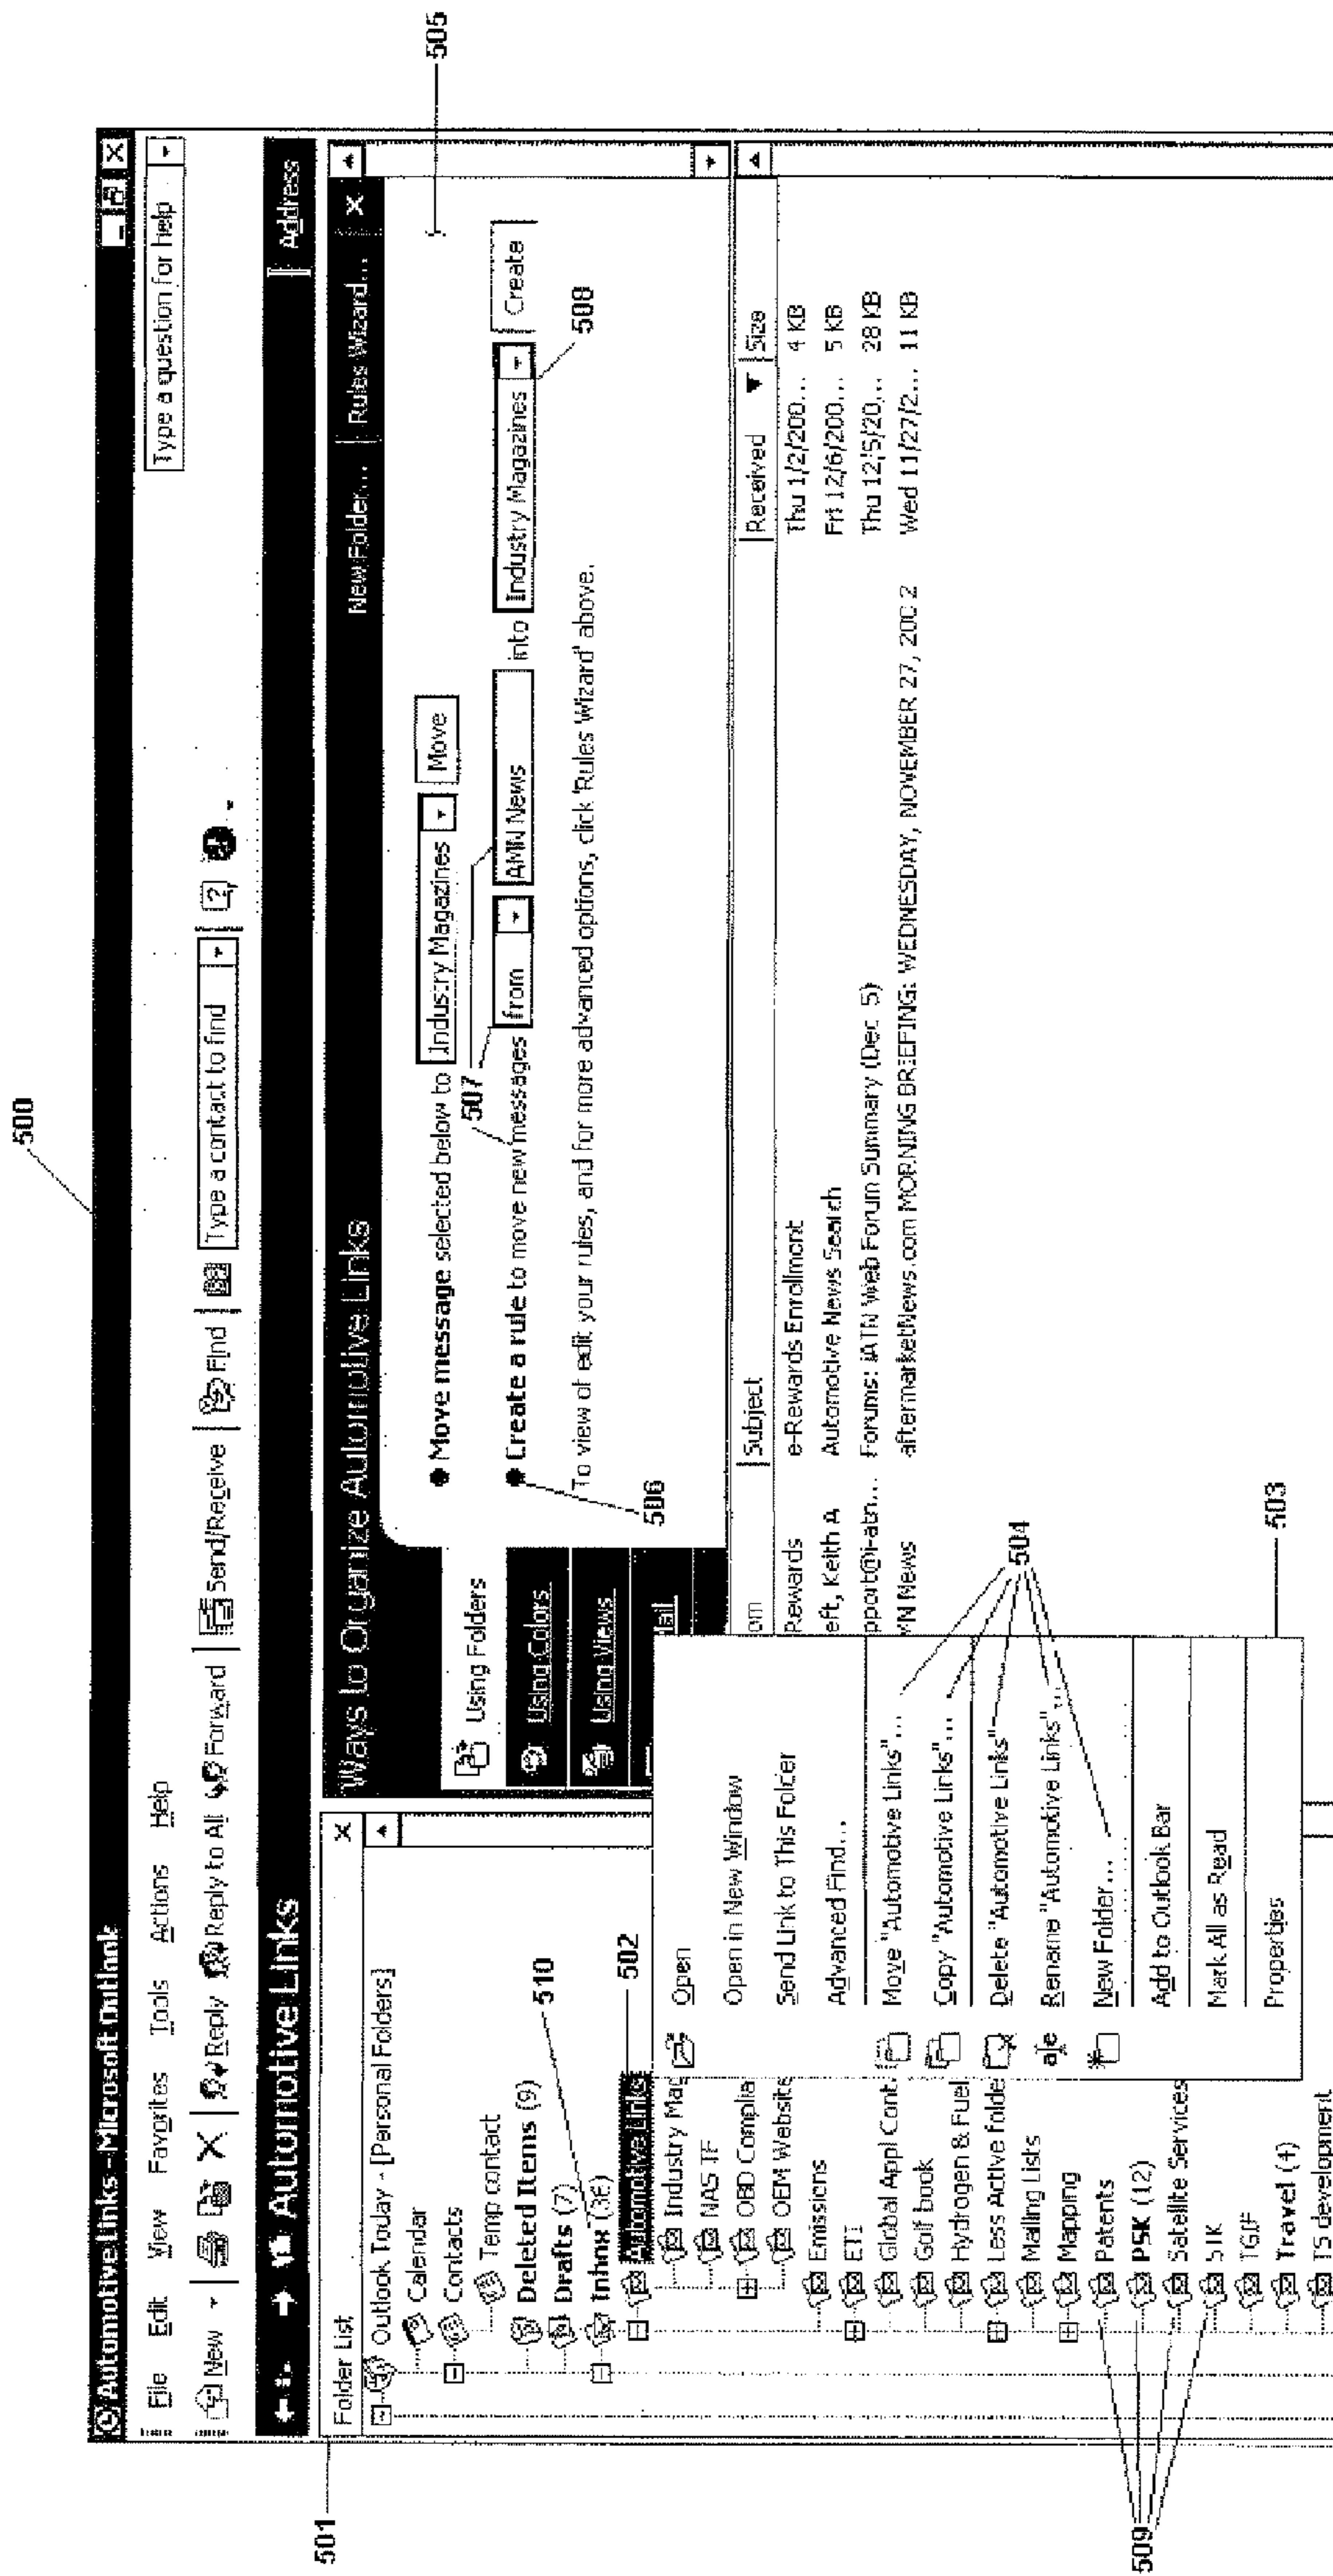 500
Automotive Links - Microsoft Outlook
File Edit View Favorites Tools Actions Help
Type a question for help
New Reply Reply to All Forward Send/Receive Find Type a contact to find
Automotive Links
Address
501
Folder List
Outlook Today - [Personal Folders]
Calendar
Contacts
Temp contact
Deleted Items (9)
Drafts (7)
Inbox (36)
510
Automotive Links
502
Industry Mag
NAS TF
OBD Complia
OEM Website
Emissions
ETI
Global Appl Cont
Golf book
Hydrogen & Fuel
Less Active folde
Mailing Lists
Mapping
Patents
PSK (12)
Satellite Services
STK
TGIF
Travel (4)
TS development
509
Open
Open in New Window
Send Link to This Folder
Advanced Find...
Move "Automotive Links"...
Copy "Automotive Links"...
Delete "Automotive Links"
Rename "Automotive Links"...
New Folder...
Add to Outlook Bar
Mark All as Read
Properties
504
503
Ways to Organize Automotive Links
New Folder... Rules Wizard... X
505
Using Folders
Using Colors
Using Views
Mail
Move message selected below to Industry Magazines Move
507
Create a rule to move new messages from AMN News into Industry Magazines Create
506
508
To view of edit your rules, and for more advanced options, click 'Rules Wizard' above.
om Subject Received Size
Rewards e-Rewards Enrollment Thu 1/2/200... 4 KB
eft, Keith A Automotive News Search Fri 12/6/200... 5 KB
pport@i-atn... Forums: iATN Web Forum Summary (Dec 5) Thu 12/5/20... 28 KB
MN News aftermarketNews.com MORNING BRIEFING: WEDNESDAY, NOVEMBER 27, 2002 Wed 11/27/2... 11 KB